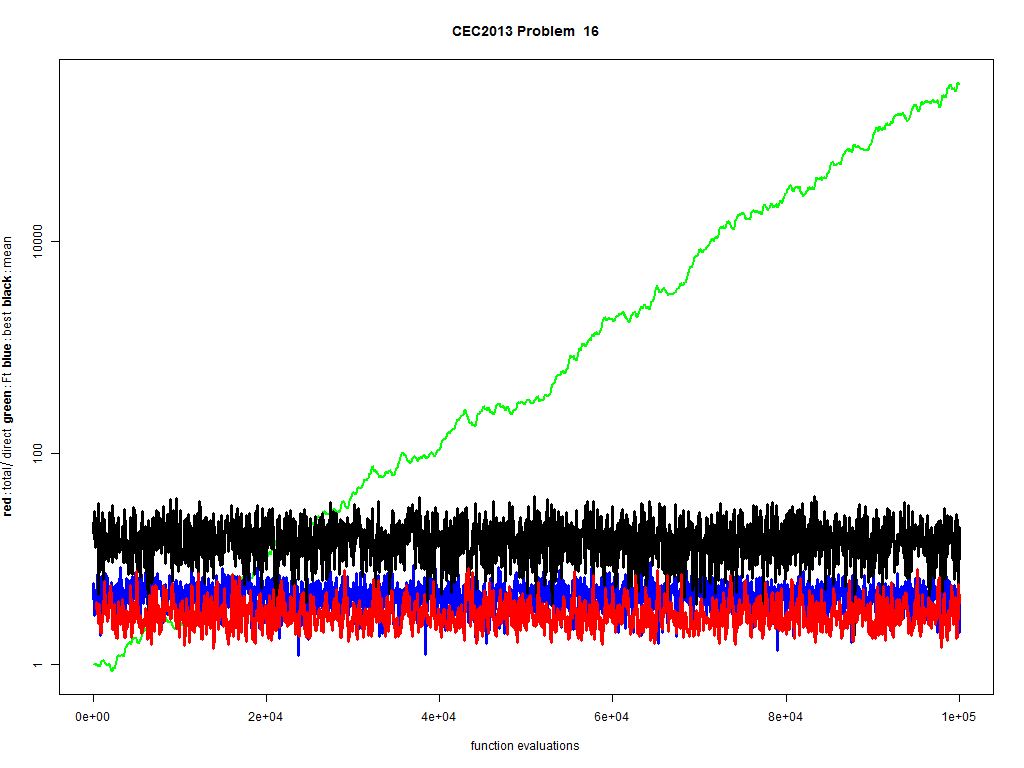 CEC2013 Problem 16
red : total/ direct green : Ft blue : best black : mean
10000
100
1
0e+00 2e+04 4e+04 6e+04 8e+04 1e+05
function evaluations